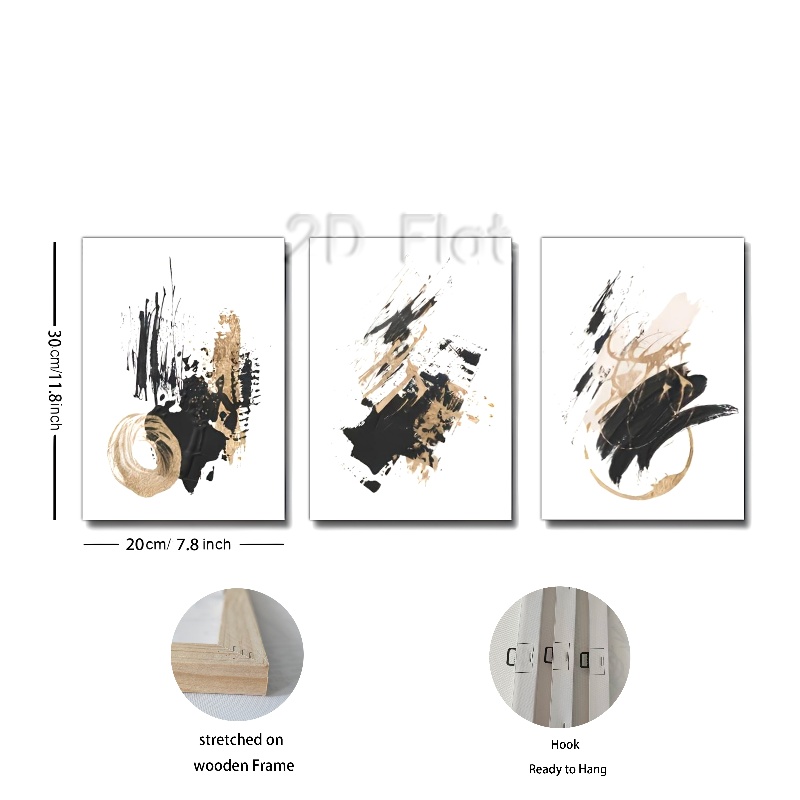 2D Flat
30cm/11.8inch
20cm/ 7.8 inch
stretched on
wooden Frame
Hook
Ready to Hang